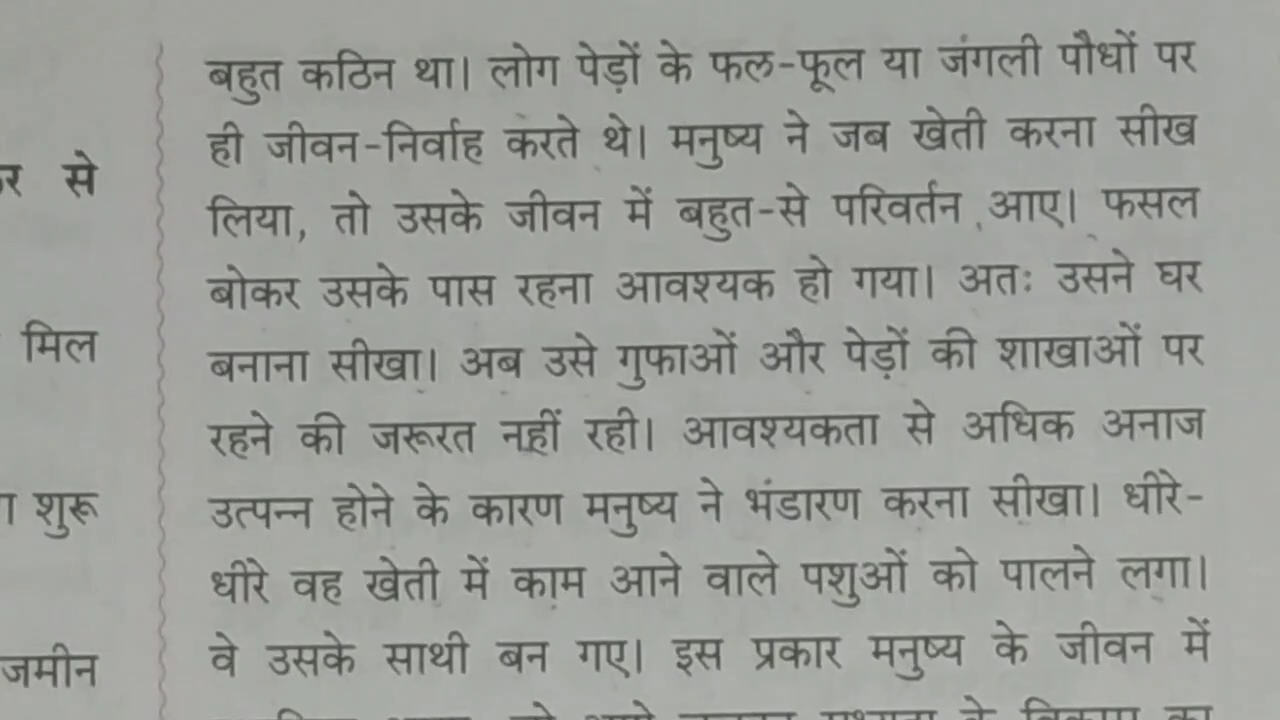 बहुत कठिन था। लोग पेड़ों के फल-फूल या जंगली पौधों पर
ही जीवन-निर्वाह करते थे। मनुष्य ने जब खेती करना सीख
लिया, तो उसके जीवन में बहुत-से परिवर्तन आए। फसल
बोकर उसके पास रहना आवश्यक हो गया। अतः उसने घर
बनाना सीखा। अब उसे गुफाओं और पेड़ों की शाखाओं पर
रहने की जरूरत नहीं रही। आवश्यकता से अधिक अनाज
उत्पन्न होने के कारण मनुष्य ने भंडारण करना सीखा। धीरे-
धीरे वह खेती में काम आने वाले पशुओं को पालने लगा।
वे उसके साथी बन गए। इस प्रकार मनुष्य के जीवन में
से
मिल
शुरू
जमीन